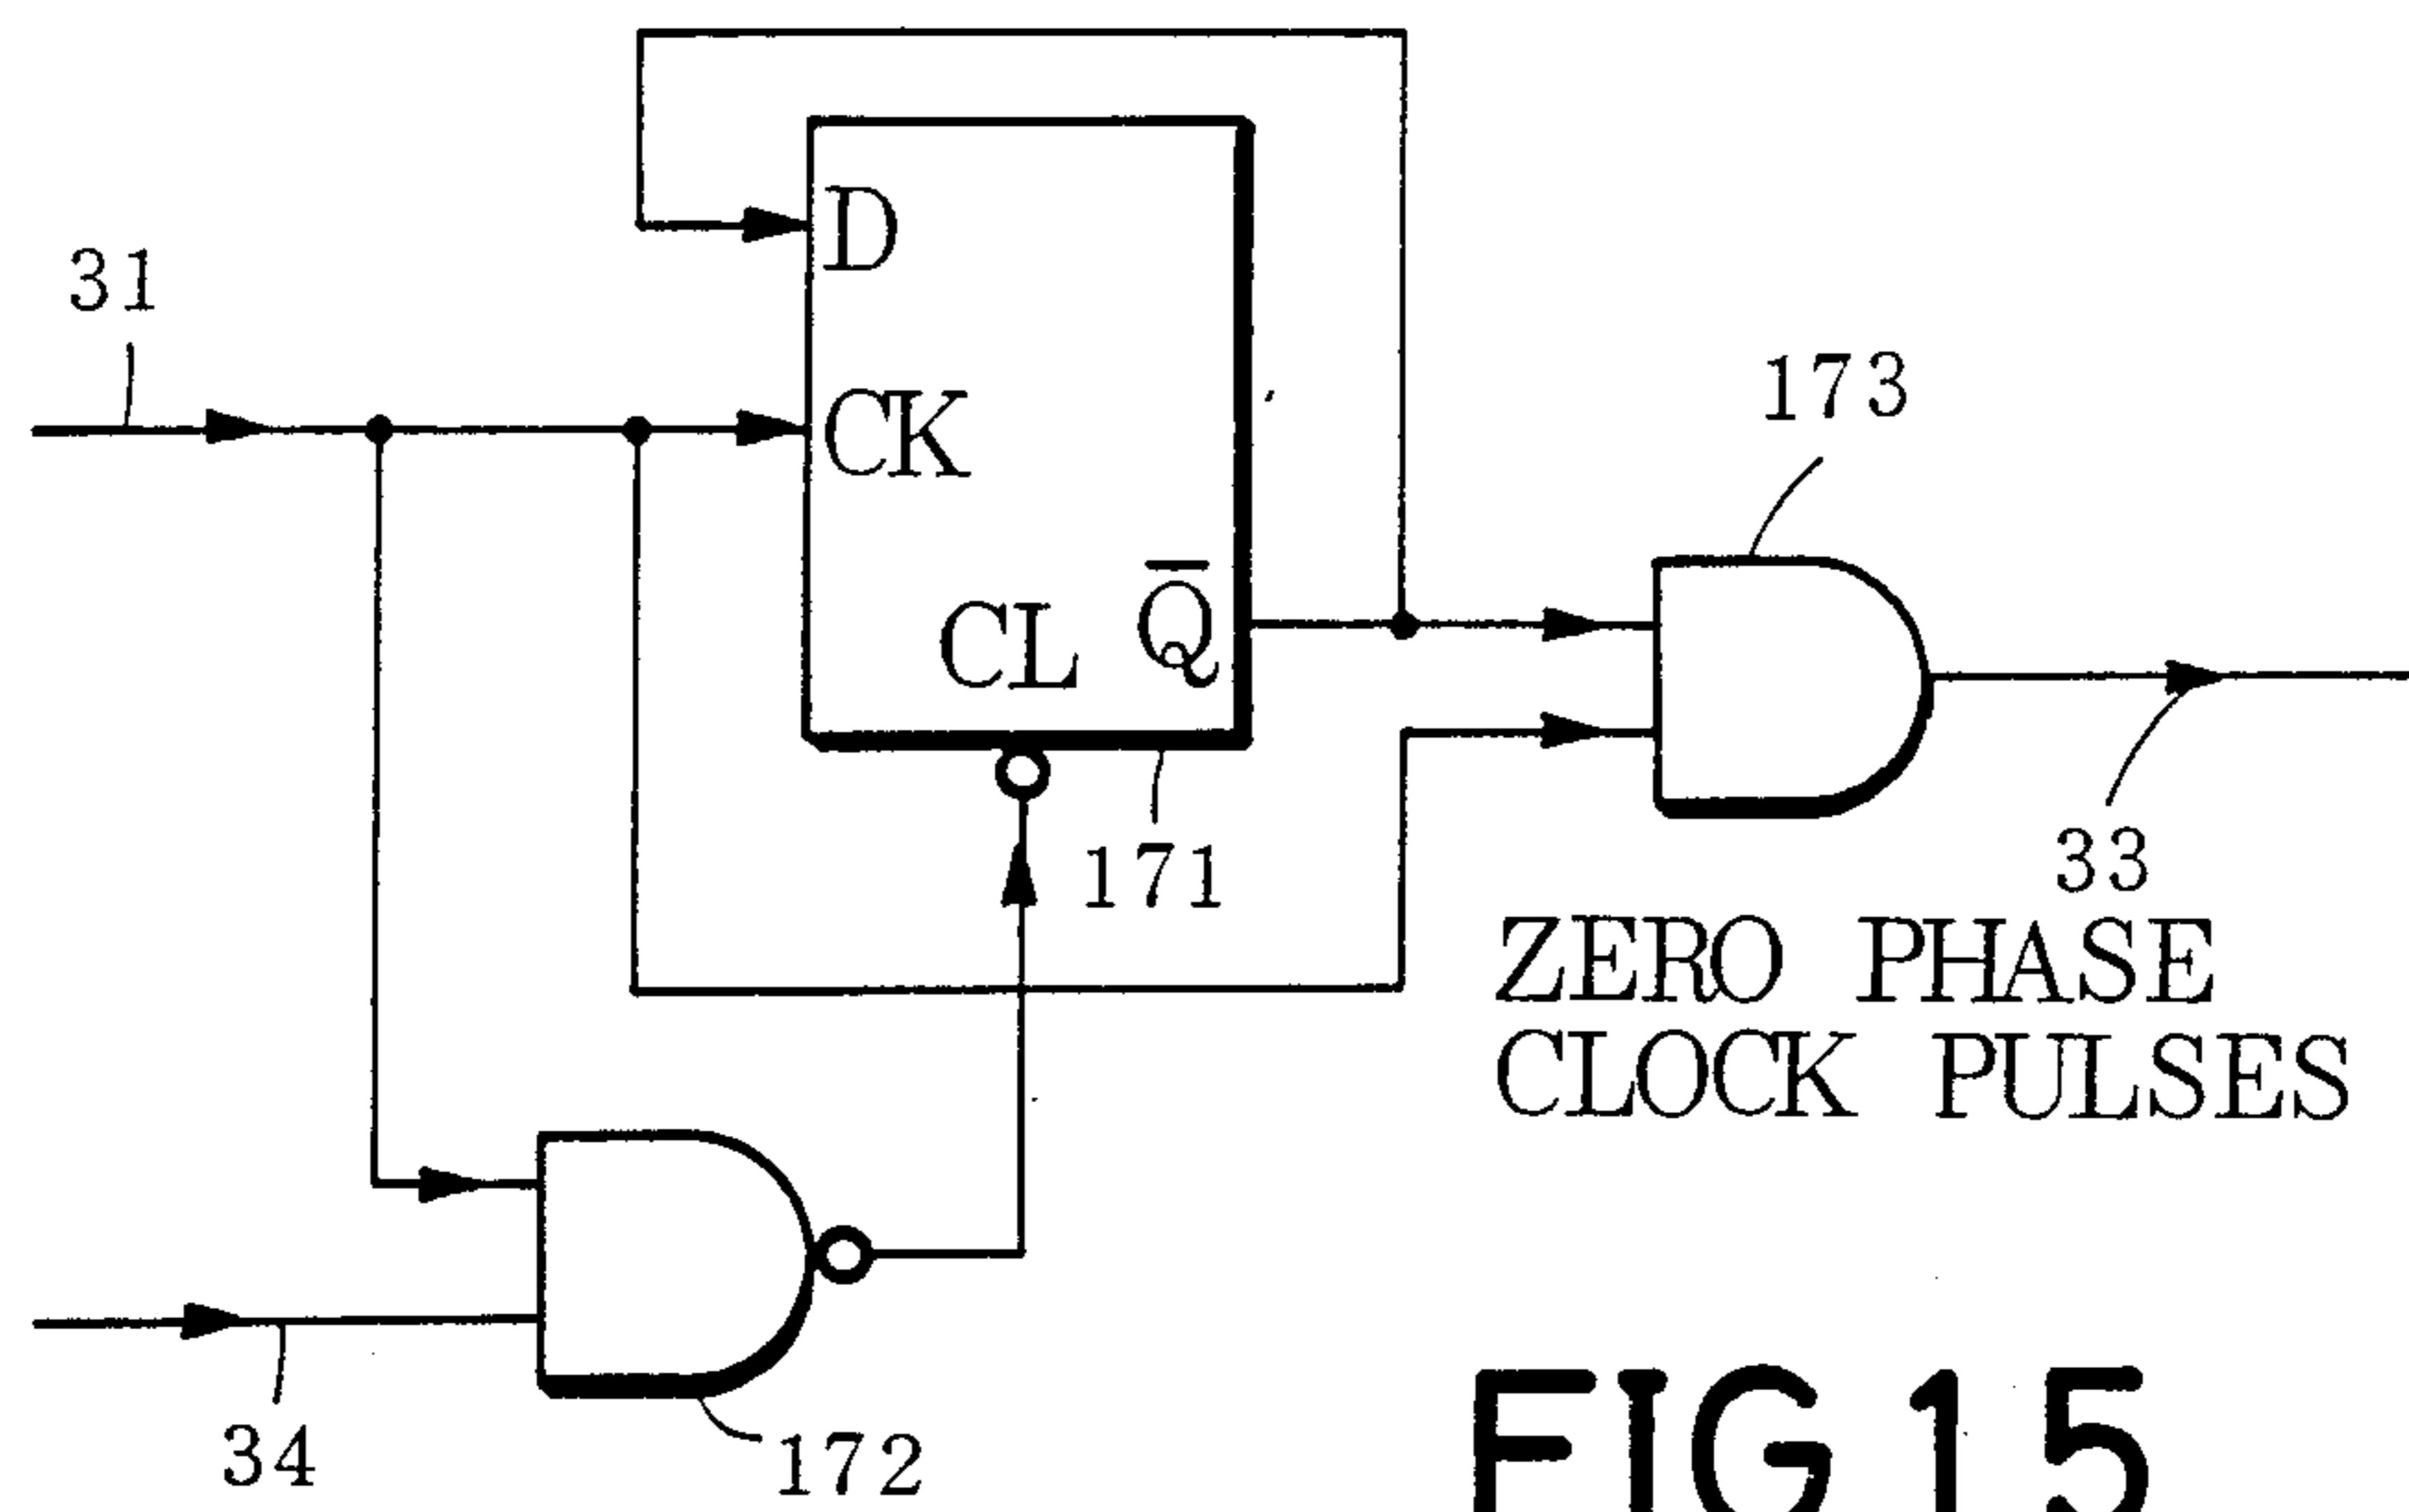 31
D
CK
CL
Q̅
173
171
33
ZERO PHASE
CLOCK PULSES
34
172
FIG 15